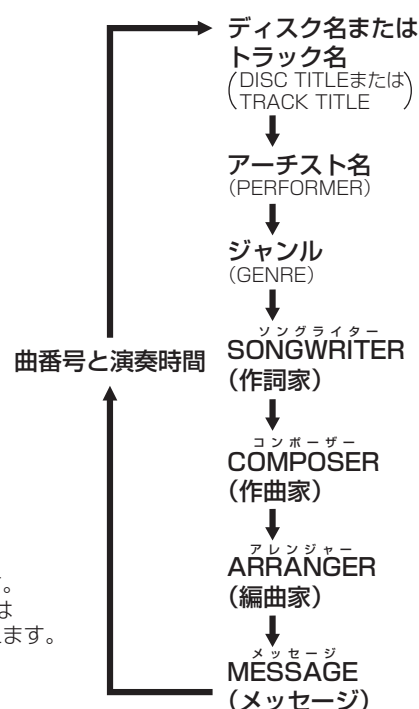 ディスク名または
トラック名
(DISC TITLEまたは
TRACK TITLE)
アーチスト名
(PERFORMER)
ジャンル
(GENRE)
ソングライター
SONGWRITER
(作詞家)
曲番号と演奏時間
コンポーザー
COMPOSER
(作曲家)
アレンジャー
ARRANGER
(編曲家)
メッセージ
MESSAGE
(メッセージ)
。
は
ます。